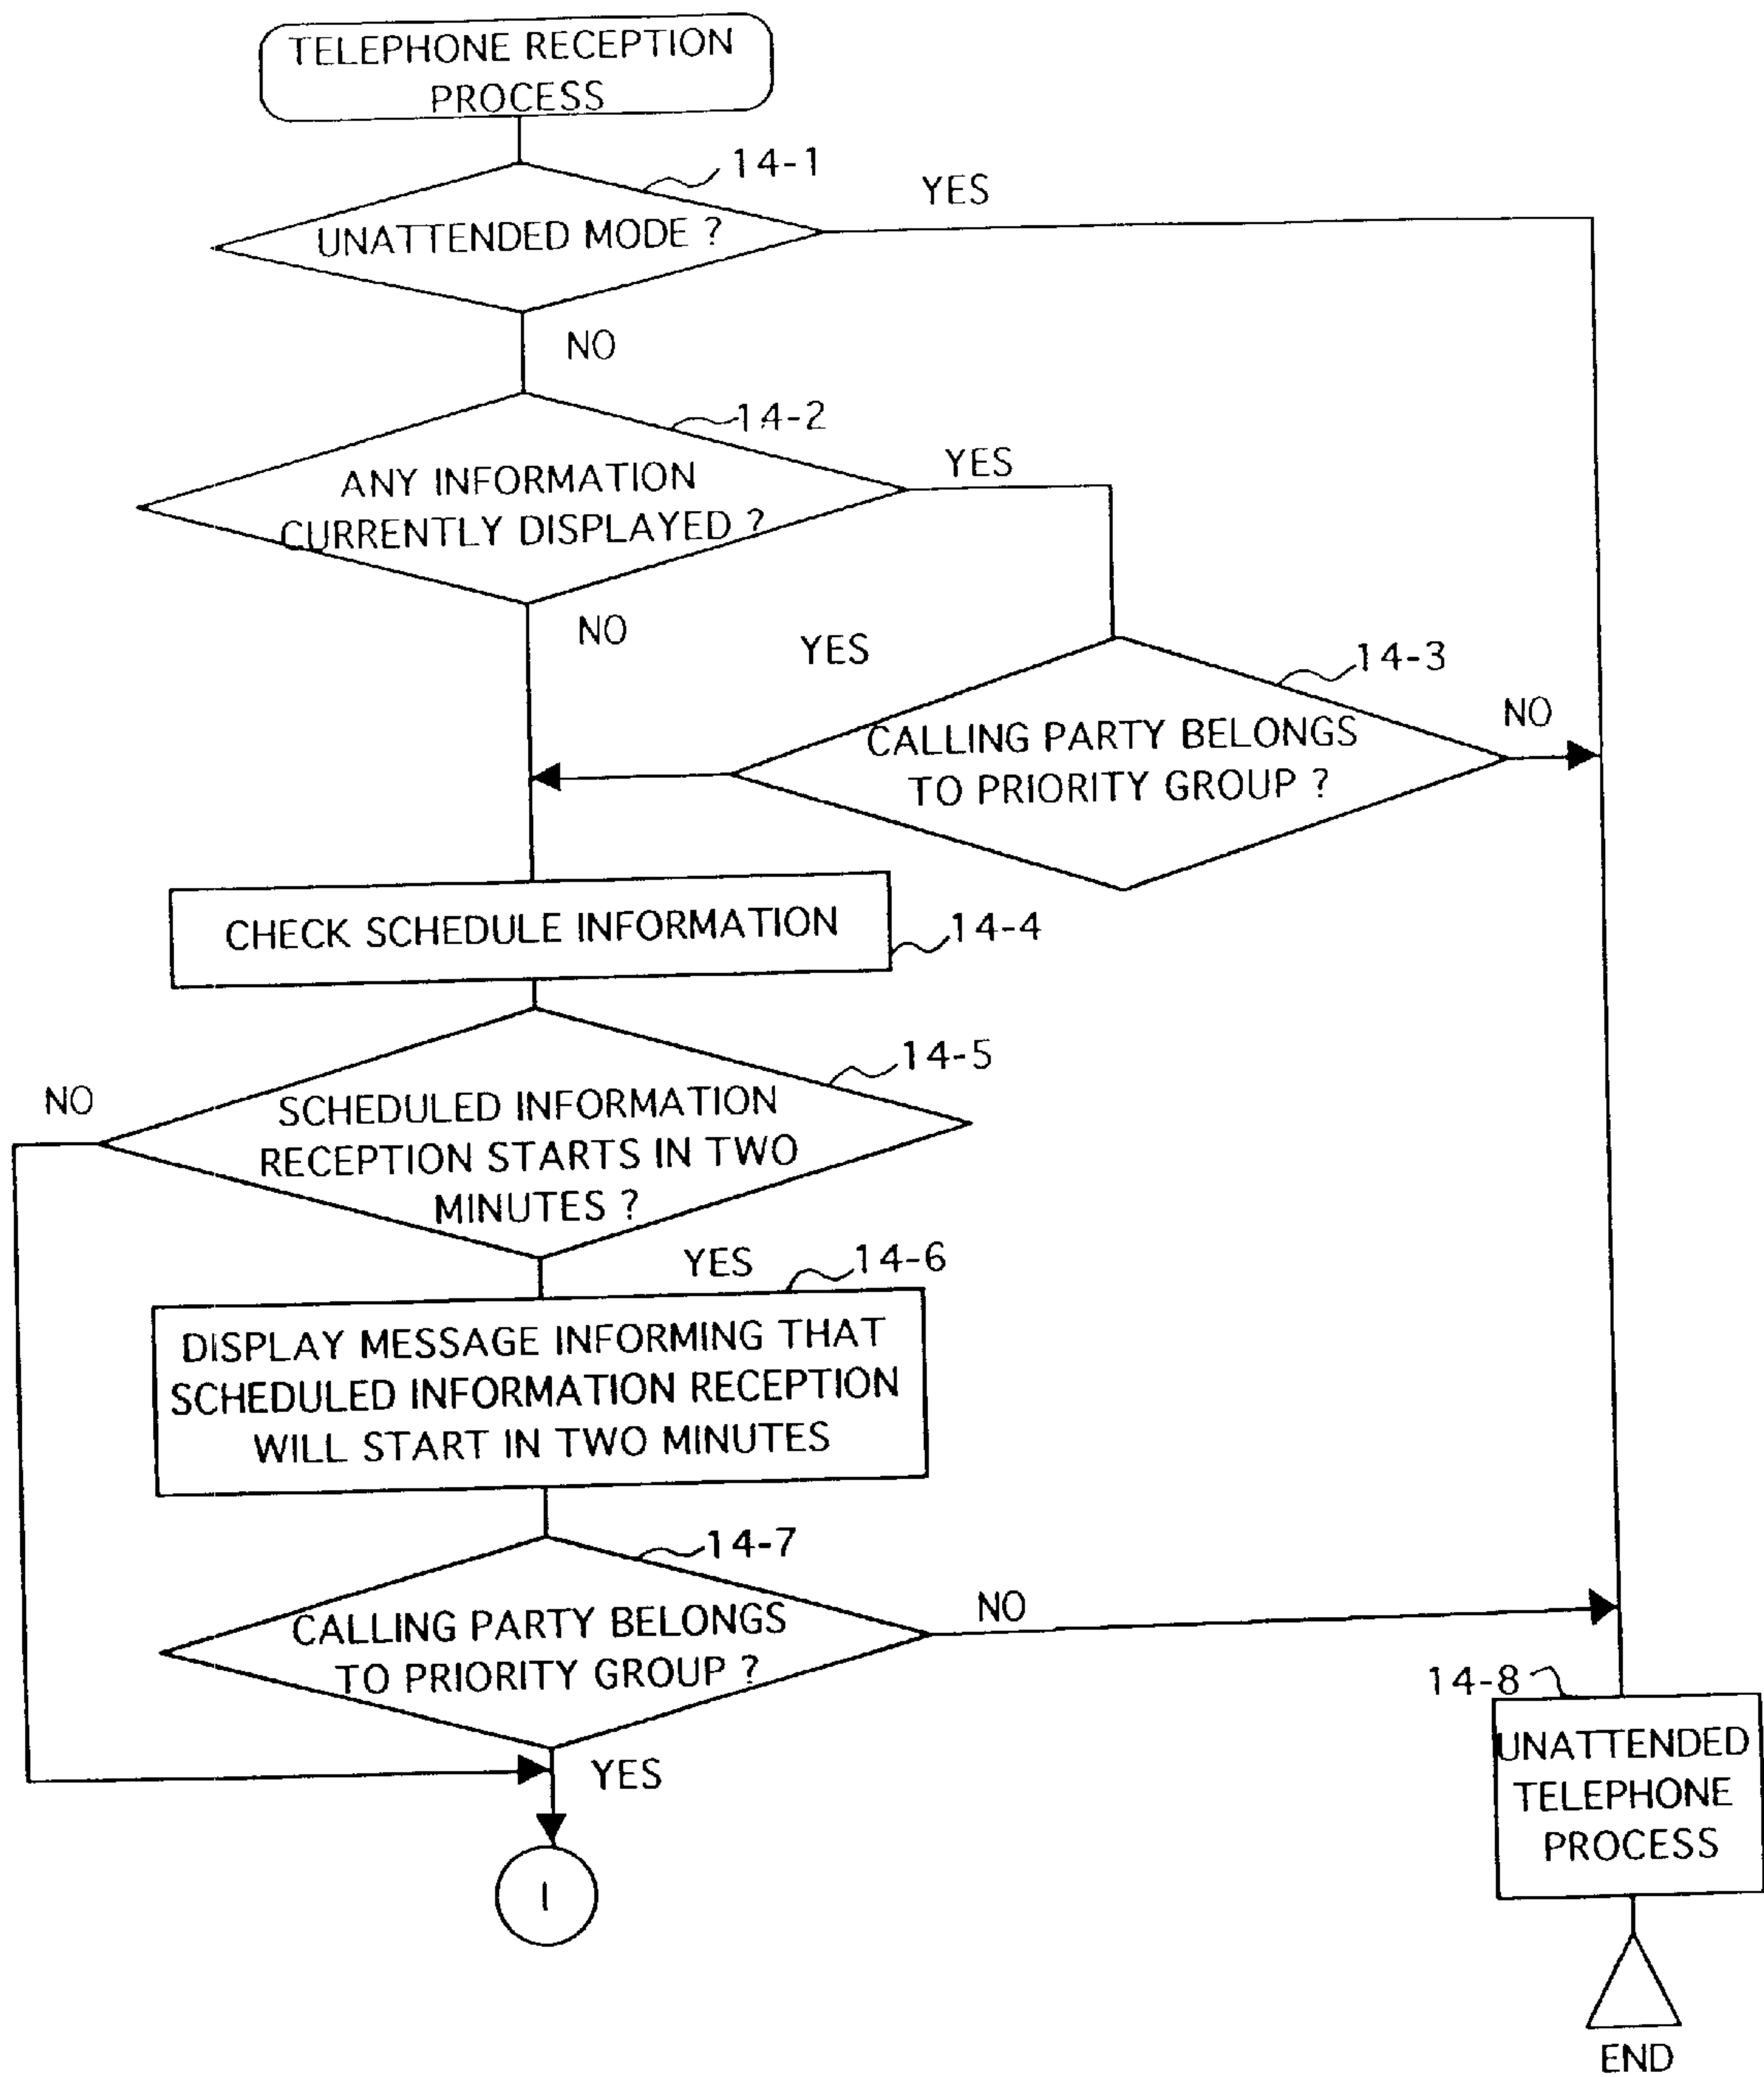 TELEPHONE RECEPTION
PROCESS
14-1
YES
UNATTENDED MODE ?
NO
14-2
YES
ANY INFORMATION
CURRENTLY DISPLAYED ?
NO
YES
14-3
NO
CALLING PARTY BELONGS
TO PRIORITY GROUP ?
CHECK SCHEDULE INFORMATION
14-4
14-5
NO
SCHEDULED INFORMATION
RECEPTION STARTS IN TWO
MINUTES ?
YES
14-6
DISPLAY MESSAGE INFORMING THAT
SCHEDULED INFORMATION RECEPTION
WILL START IN TWO MINUTES
14-7
NO
CALLING PARTY BELONGS
TO PRIORITY GROUP ?
14-8
YES
UNATTENDED
TELEPHONE
PROCESS
I
END